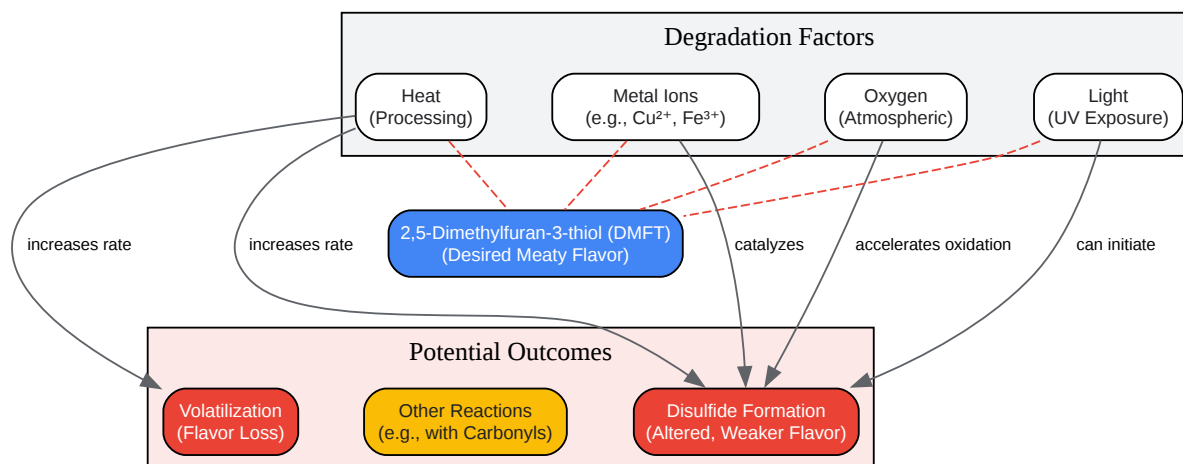 Degradation Factors
Heat
(Processing)
Metal Ions
(e.g., Cu²⁺, Fe³⁺)
Oxygen
(Atmospheric)
Light
(UV Exposure)
2,5-Dimethylfuran-3-thiol (DMFT)
(Desired Meaty Flavor)
increases rate
increases rate
catalyzes
accelerates oxidation
can initiate
Potential Outcomes
Volatilization
(Flavor Loss)
Other Reactions
(e.g., with Carbonyls)
Disulfide Formation
(Altered, Weaker Flavor)